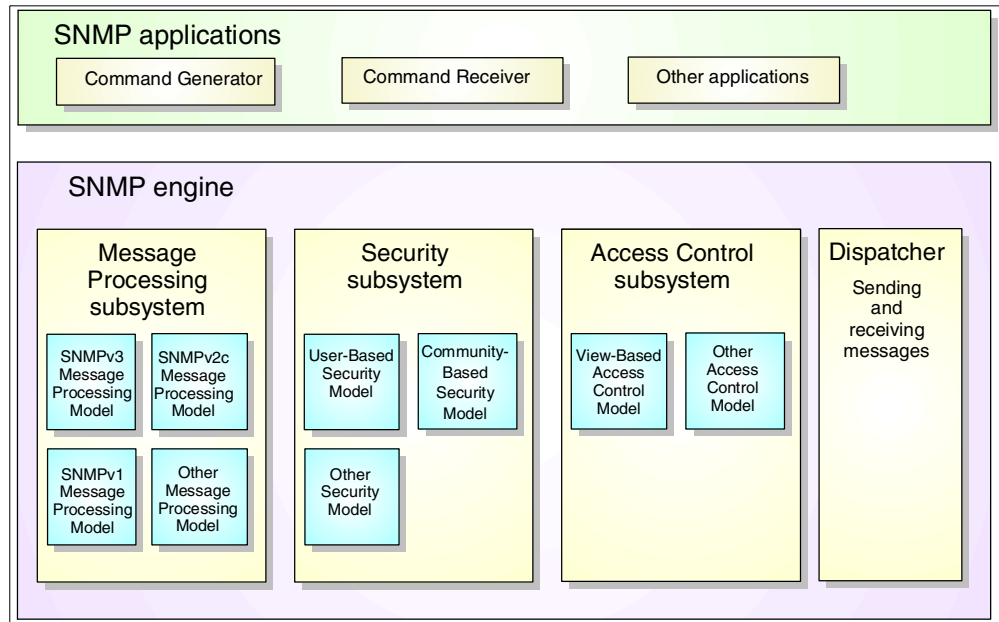 SNMP applications
Command Generator
Command Receiver
Other applications
SNMP engine
Message
Processing
subsystem
SNMPv3
Message
Processing
Model
SNMPv2c
Message
Processing
Model
SNMPv1
Message
Processing
Model
Other
Message
Processing
Model
Security
subsystem
User-Based
Security
Model
Community-
Based
Security
Model
Other
Security
Model
Access Control
subsystem
View-Based
Access
Control
Model
Other
Access
Control
Model
Dispatcher
Sending
and
receiving
messages